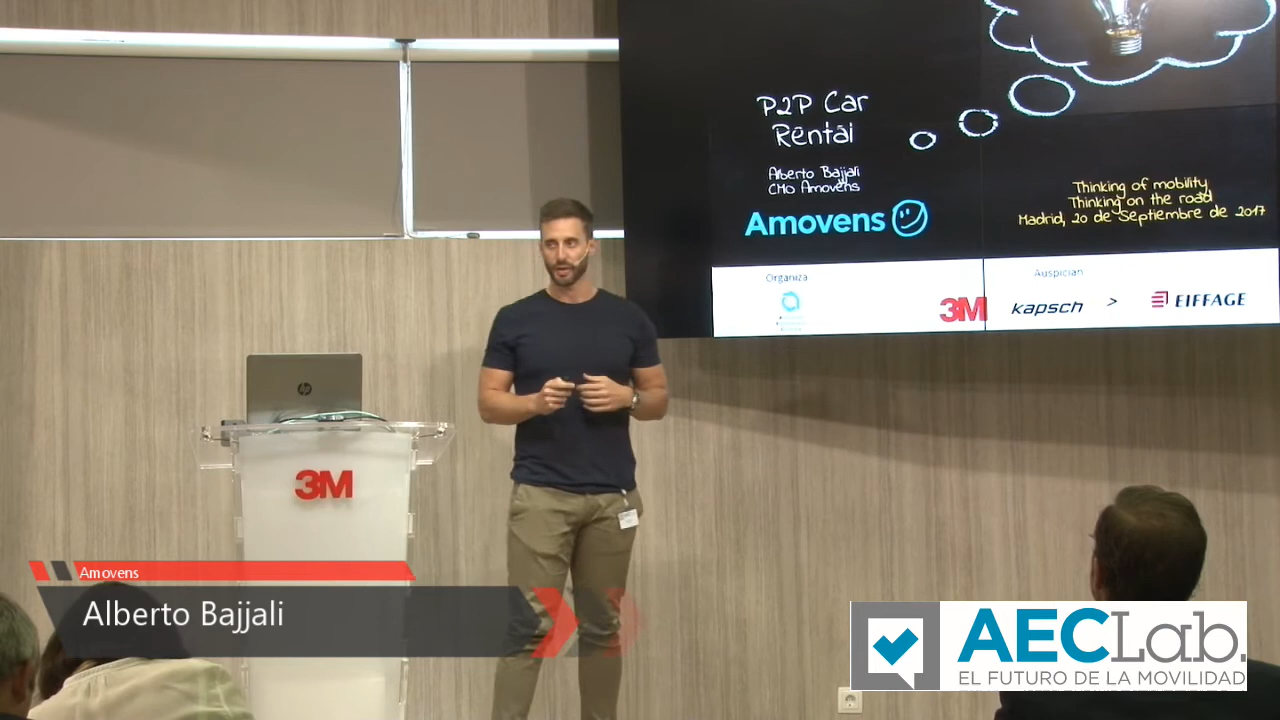 P2P Car
Rental
Alberto Bajjali
CMO Amovens
Amovens
Thinking of mobility,
Thinking on the road
Madrid, 20 de Septiembre de 2017
Organiza
Auspician
3M
kapsch >
EIFFAGE
hp
3M
Amovens
Alberto Bajjali
AECLab.
EL FUTURO DE LA MOVILIDAD